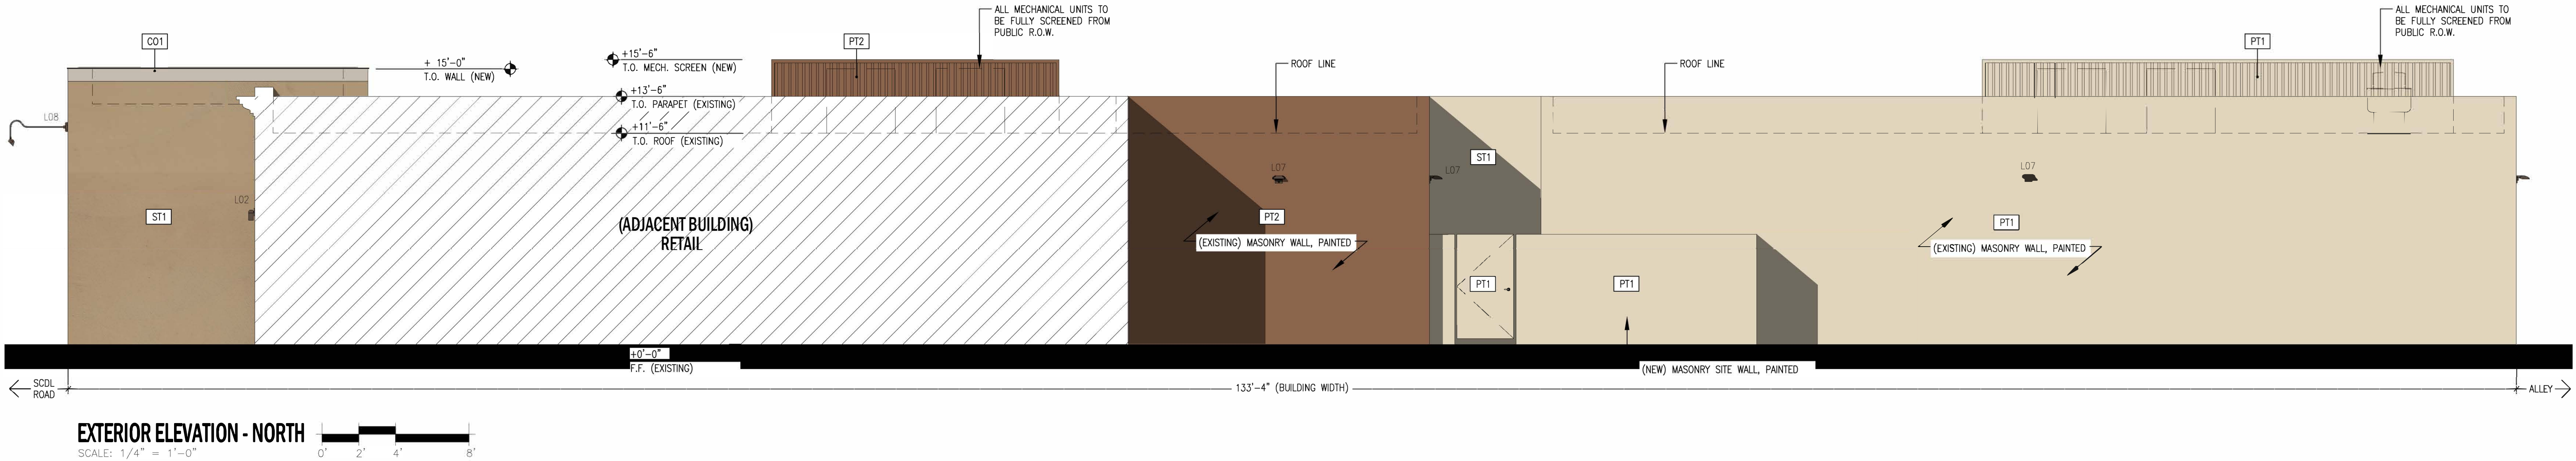 ALL MECHANICAL UNITS TO
BE FULLY SCREENED FROM
PUBLIC R.O.W.
ALL MECHANICAL UNITS TO
BE FULLY SCREENED FROM
PUBLIC R.O.W.
CO1
PT2
PT1
+ 15'-0"
T.O. WALL (NEW)
+15'-6"
T.O. MECH. SCREEN (NEW)
ROOF LINE
ROOF LINE
+13'-6"
T.O. PARAPET (EXISTING)
+11'-6"
T.O. ROOF (EXISTING)
L08
L07
L07
L07
ST1
L02
ST1
(ADJACENT BUILDING)
RETAIL
PT2
(EXISTING) MASONRY WALL, PAINTED
PT1
(EXISTING) MASONRY WALL, PAINTED
PT1
PT1
+0'-0"
F.F. (EXISTING)
(NEW) MASONRY SITE WALL, PAINTED
SCDL
ROAD
133'-4" (BUILDING WIDTH)
ALLEY
EXTERIOR ELEVATION - NORTH
SCALE: 1/4" = 1'-0"
0' 2' 4' 8'